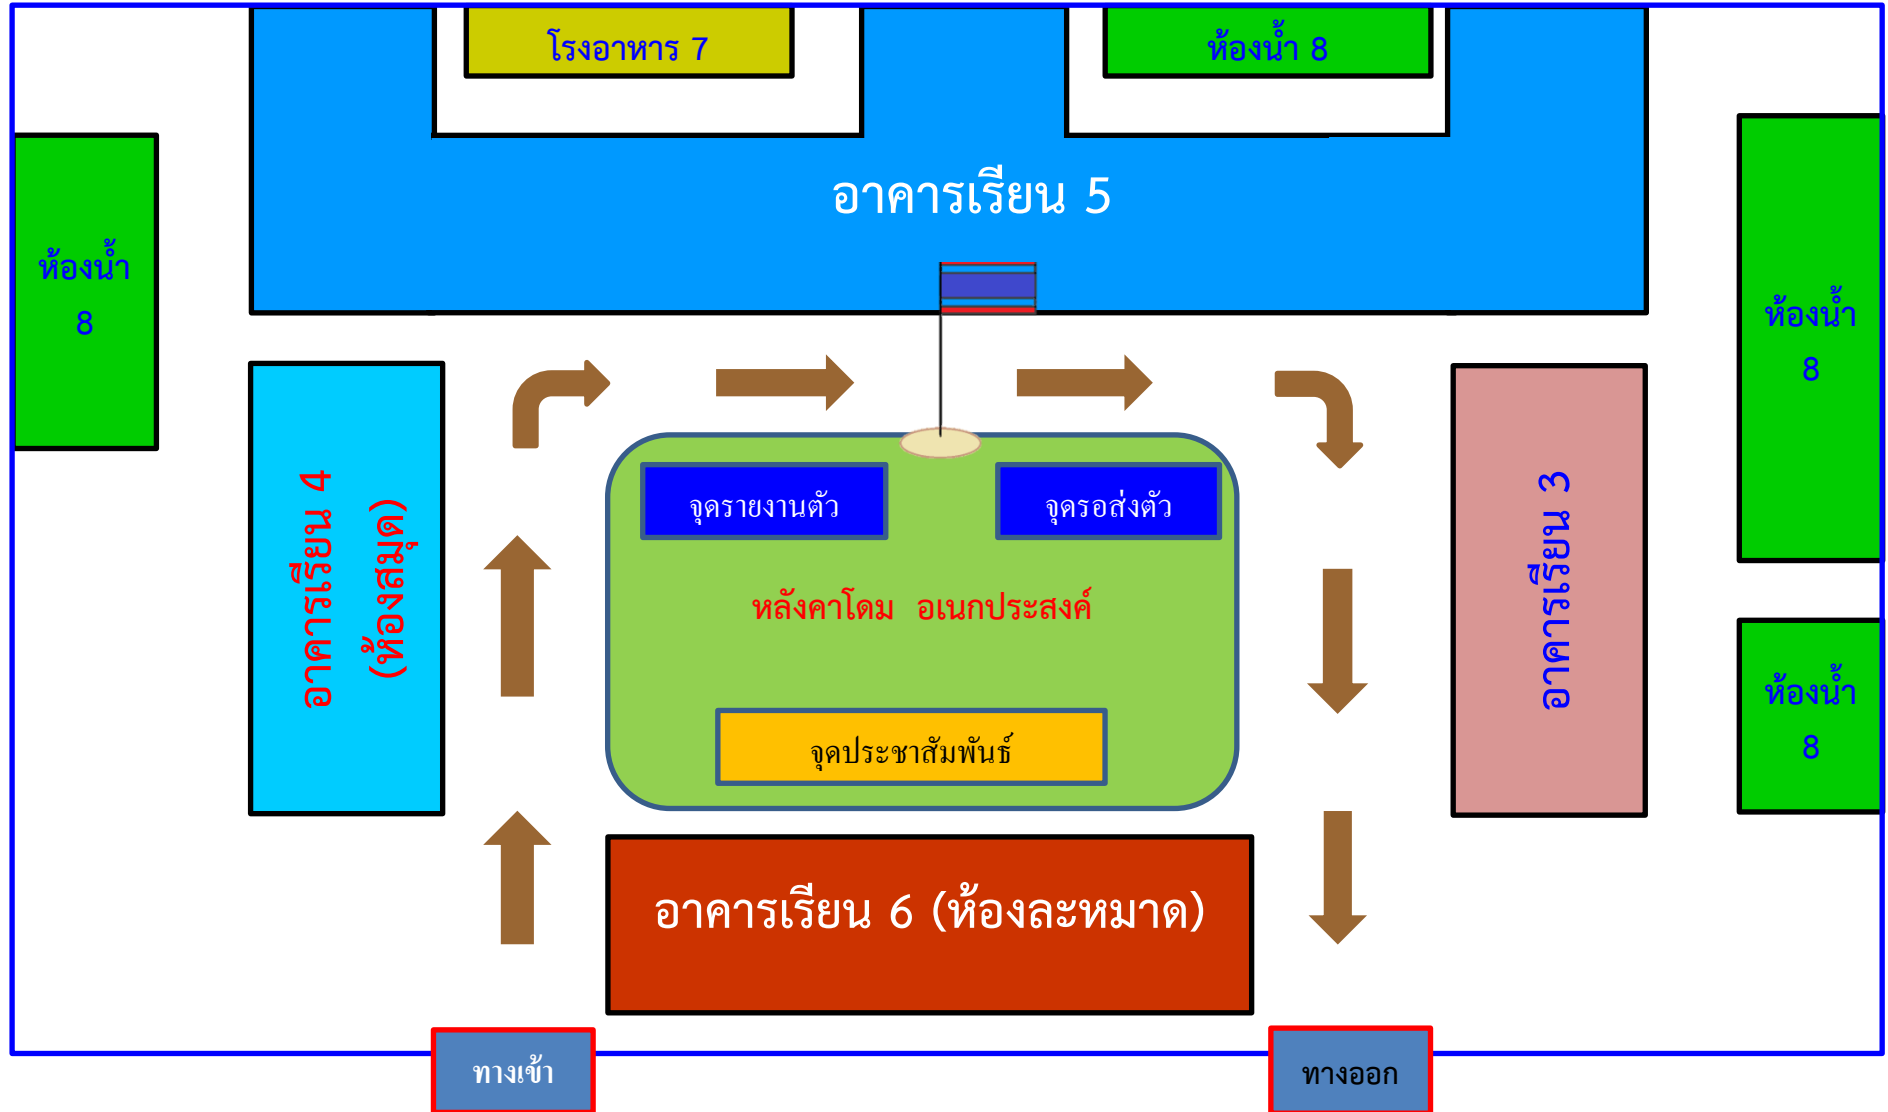 โรงอาหาร 7
ห้องน้ำ 8
อาคารเรียน 5
ห้องน้ำ
8
ห้องน้ำ
8
อาคารเรียน 4
(ห้องสมุด)
จุดรายงานตัว
จุดรอส่งตัว
อาคารเรียน 3
หลังคาโดม  อเนกประสงค์
ห้องน้ำ
8
จุดประชาสัมพันธ์
อาคารเรียน 6 (ห้องละหมาด)
ทางเข้า
ทางออก